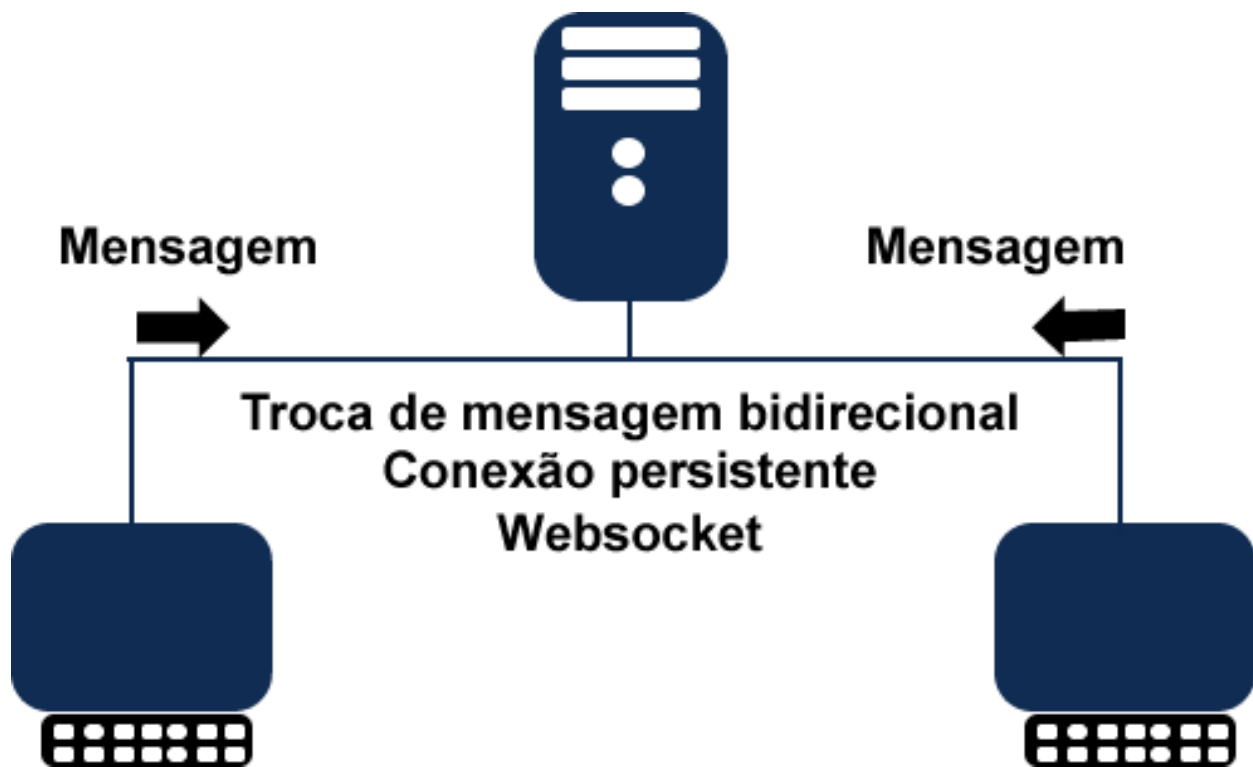 Mensagem
Mensagem
Troca de mensagem bidirecional
Conexão persistente
Websocket